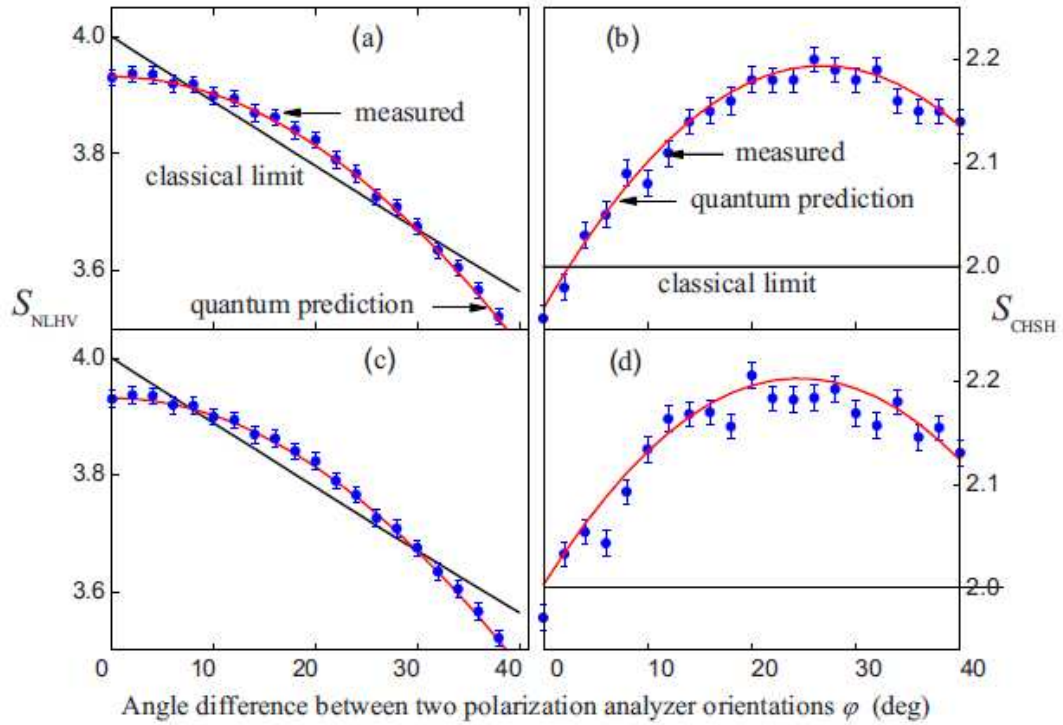 (a)
(b)
4.0
measured
2.2
3.8
classical limit
measured
2.1
quantum prediction
3.6
2.0
S_NLHV
quantum prediction
classical limit
S_CHSH
(c)
(d)
4.0
2.2
3.8
2.1
3.6
2.0
0 10 20 30 40
0 10 20 30 40
Angle difference between two polarization analyzer orientations φ (deg)